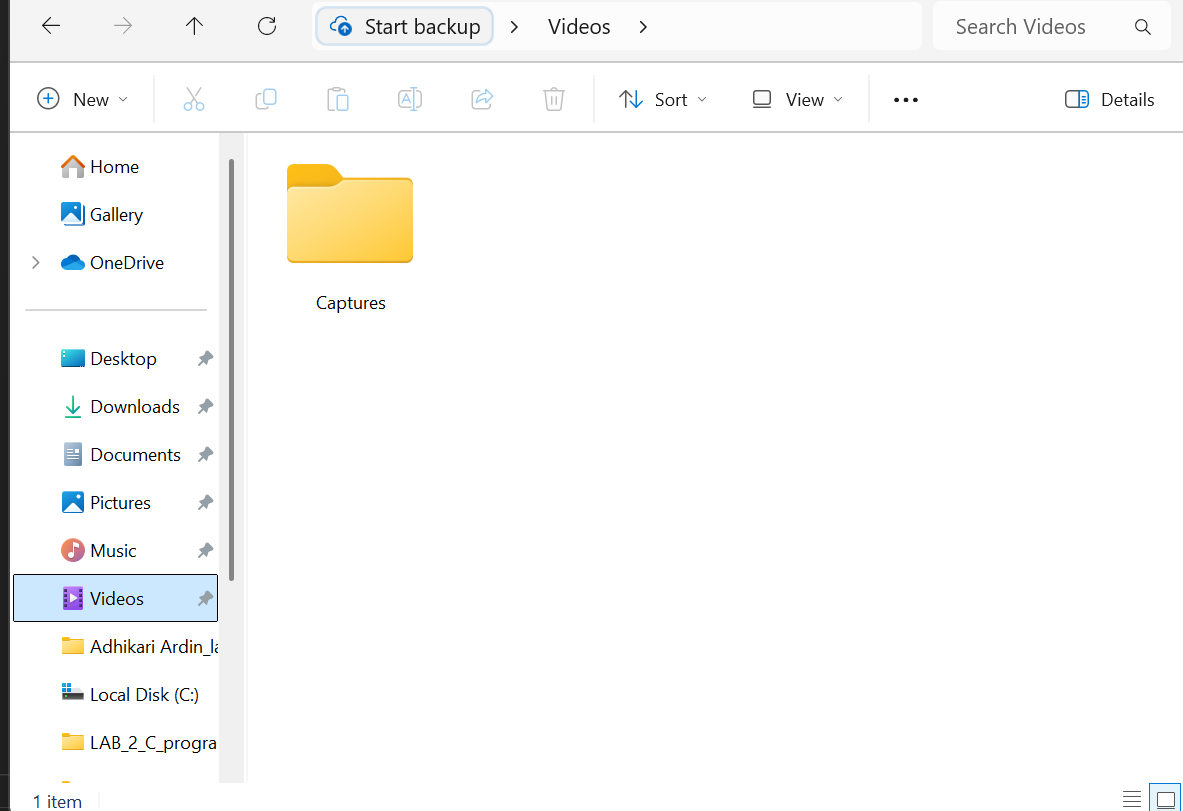 Start backup
Videos
Search Videos
New
Sort
View
Details
Home
Gallery
OneDrive
Desktop
Downloads
Documents
Pictures
Music
Videos
Adhikari Ardin_la
Local Disk (C:)
LAB_2_C_progra
Captures
1 item